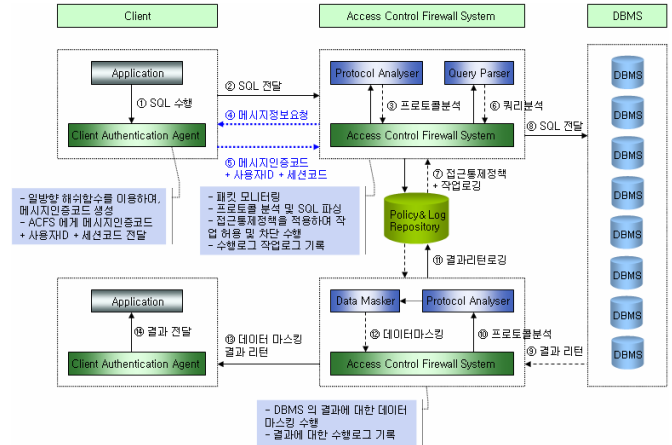 Client
Access Control Firewall System
DBMS
Application
① SQL 수행
Client Authentication Agent
② SQL 전달
④ 메시지정보요청
⑤ 메시지인증코드
+ 사용자ID + 세션코드
Protocol Analyser
Query Parser
③ 프로토콜분석
⑥ 쿼리분석
Access Control Firewall System
⑧ SQL 전달
⑦ 접근통제정책
+ 작업로깅
- 일방향 해쉬함수를 이용하여,
메시지인증코드 생성
- ACFS 에게 메시지인증코드
+ 사용자ID + 세션코드 전달
- 패킷 모니터링
- 프로토콜 분석 및 SQL 파싱
- 접근통제정책을 적용하여 작
업 허용 및 차단 수행
- 수행로그 작업로그 기록
Policy& Log
Repository
⑪ 결과리턴로깅
Application
⑭ 결과 전달
Client Authentication Agent
⑬ 데이터 마스킹
결과 리턴
Data Masker
Protocol Analyser
⑫ 데이터마스킹
⑩ 프로토콜분석
Access Control Firewall System
⑨ 결과 리턴
- DBMS 의 결과에 대한 데이터
마스킹 수행
- 결과에 대한 수행로그 기록
DBMS
DBMS
DBMS
DBMS
DBMS
DBMS
DBMS
DBMS